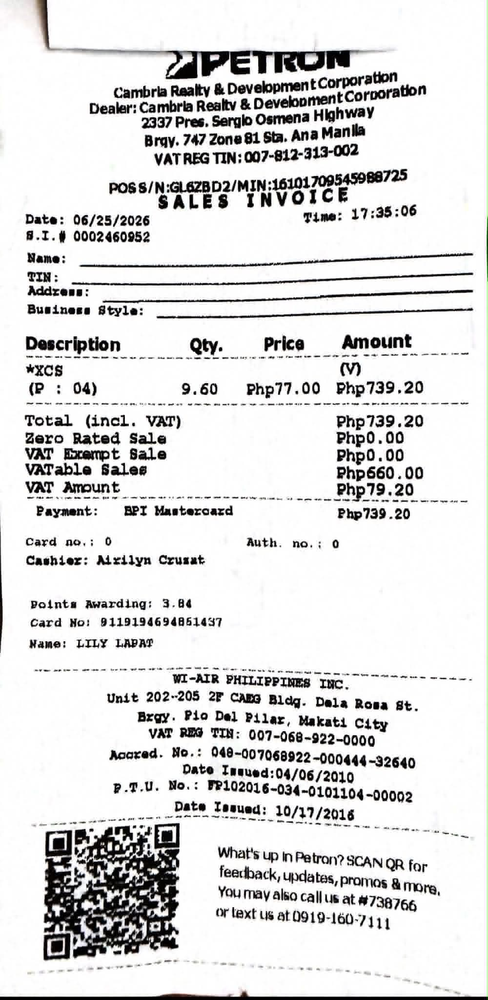 PETRON
Cambria Realty & Development Corporation
Dealer: Cambria Realty & Development Corporation
2337 Pres. Sergio Osmena Highway
Brgy. 747 Zone 81 Sta. Ana Manila
VAT REG TIN: 007-812-313-002
POS S/N:GL6ZBD2/MIN:16101709545988725
SALES INVOICE
Date: 06/25/2026 Time: 17:35:06
S.I.# 0002460952
Name:
TIN:
Address:
Business Style:
Description Qty. Price Amount
*XCS (V)
(P : 04) 9.60 Php77.00 Php739.20
Total (incl. VAT) Php739.20
Zero Rated Sale Php0.00
VAT Exempt Sale Php0.00
VATable Sales Php660.00
VAT Amount Php79.20
Payment: BPI Mastercard Php739.20
Card no.: 0 Auth. no.: 0
Cashier: Airilyn Crusat
Points Awarding: 3.84
Card No: 9119194694861437
Name: LILY LAPAT
WI-AIR PHILIPPINES INC.
Unit 202-205 2F CAEG Bldg. Dela Rosa St.
Brgy. Pio Del Pilar, Makati City
VAT REG TIN: 007-068-922-0000
Accred. No.: 048-007068922-000444-32640
Date Issued:04/06/2010
P.T.U. No.: FP102016-034-0101104-00002
Date Issued: 10/17/2016
What's up in Petron? SCAN QR for
feedback, updates, promos & more.
You may also call us at #738766
or text us at 0919-160-7111